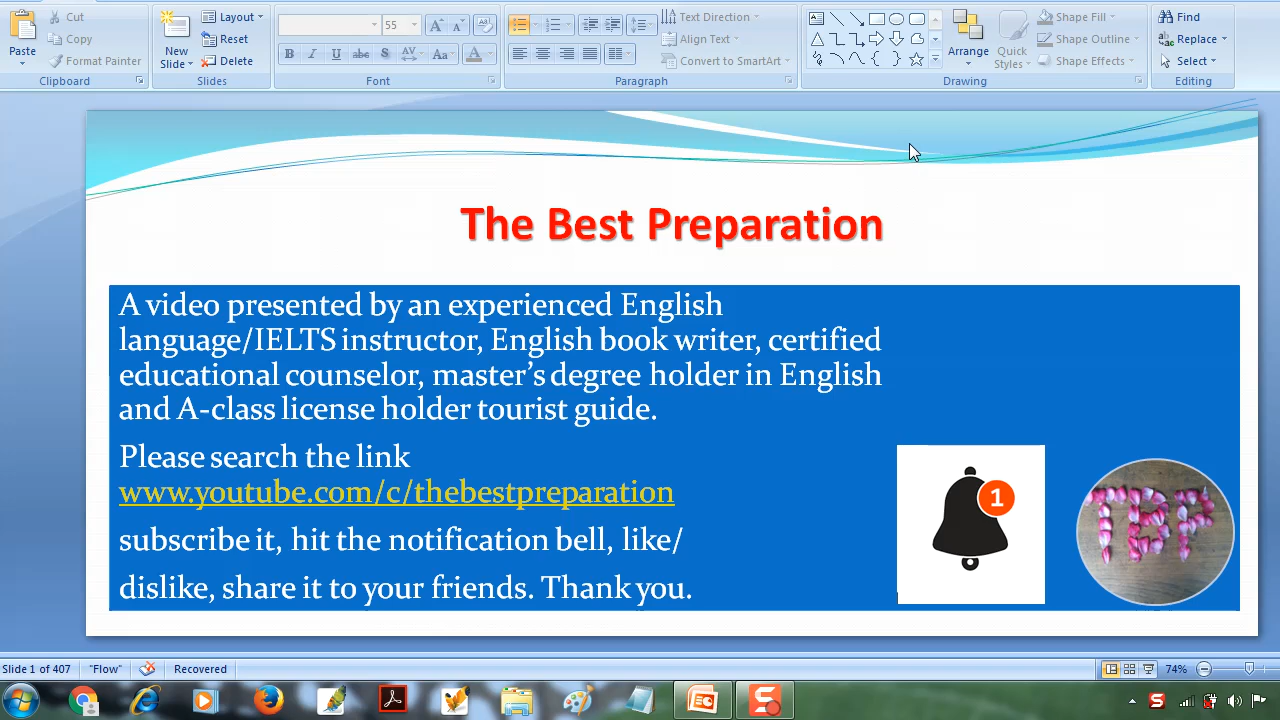 Cut
Copy
Format Painter
Paste
Clipboard
New
Slide
Layout
Reset
Delete
Slides
55
B I U abc S AV Aa A
Font
Text Direction
Align Text
Convert to SmartArt
Paragraph
Arrange
Quick
Styles
Shape Fill
Shape Outline
Shape Effects
Drawing
Find
Replace
Select
Editing
The Best Preparation
A video presented by an experienced English
language/IELTS instructor, English book writer, certified
educational counselor, master’s degree holder in English
and A-class license holder tourist guide.
Please search the link
www.youtube.com/c/thebestpreparation
subscribe it, hit the notification bell, like/
dislike, share it to your friends. Thank you.
1
TBP
Slide 1 of 407
"Flow"
Recovered
74%